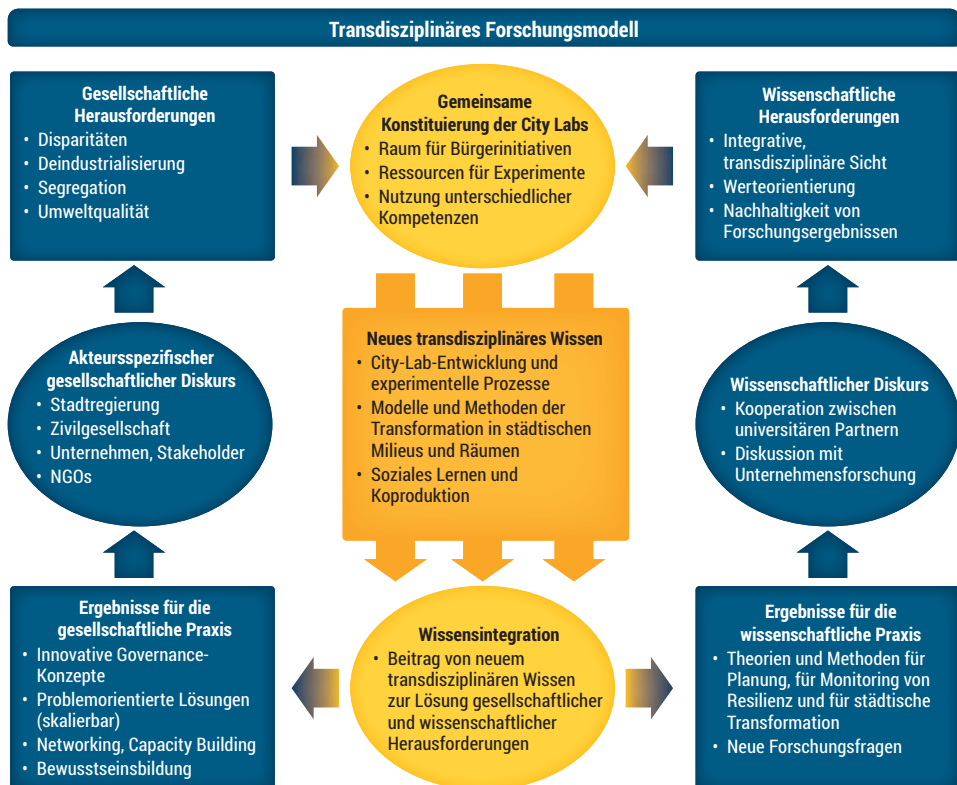 Transdisziplinäres Forschungsmodell
Gesellschaftliche
Herausforderungen
• Disparitäten
• Deindustrialisierung
• Segregation
• Umweltqualität
Gemeinsame
Konstituierung der City Labs
• Raum für Bürgerinitiativen
• Ressourcen für Experimente
• Nutzung unterschiedlicher
Kompetenzen
Wissenschaftliche
Herausforderungen
• Integrative,
transdisziplinäre Sicht
• Werteorientierung
• Nachhaltigkeit von
Forschungsergebnissen
Akteursspezifischer
gesellschaftlicher Diskurs
• Stadtregierung
• Zivilgesellschaft
• Unternehmen, Stakeholder
• NGOs
Neues transdisziplinäres Wissen
• City-Lab-Entwicklung und
experimentelle Prozesse
• Modelle und Methoden der
Transformation in städtischen
Milieus und Räumen
• Soziales Lernen und
Koproduktion
Wissenschaftlicher Diskurs
• Kooperation zwischen
universitären Partnern
• Diskussion mit
Unternehmensforschung
Ergebnisse für die
gesellschaftliche Praxis
• Innovative Governance-
Konzepte
• Problemorientierte Lösungen
(skalierbar)
• Networking, Capacity Building
• Bewusstseinsbildung
Wissensintegration
• Beitrag von neuem
transdisziplinären Wissen
zur Lösung gesellschaftlicher
und wissenschaftlicher
Herausforderungen
Ergebnisse für die
wissenschaftliche Praxis
• Theorien und Methoden für
Planung, für Monitoring von
Resilienz und für städtische
Transformation
• Neue Forschungsfragen